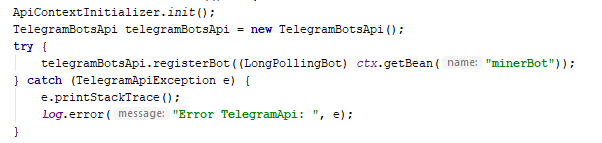 ApiContextInitializer.init();
TelegramBotsApi telegramBotsApi = new TelegramBotsApi();
try {
    telegramBotsApi.registerBot((LongPollingBot) ctx.getBean( name: "minerBot"));
} catch (TelegramApiException e) {
    e.printStackTrace();
    log.error( message: "Error TelegramApi: ", e);
}